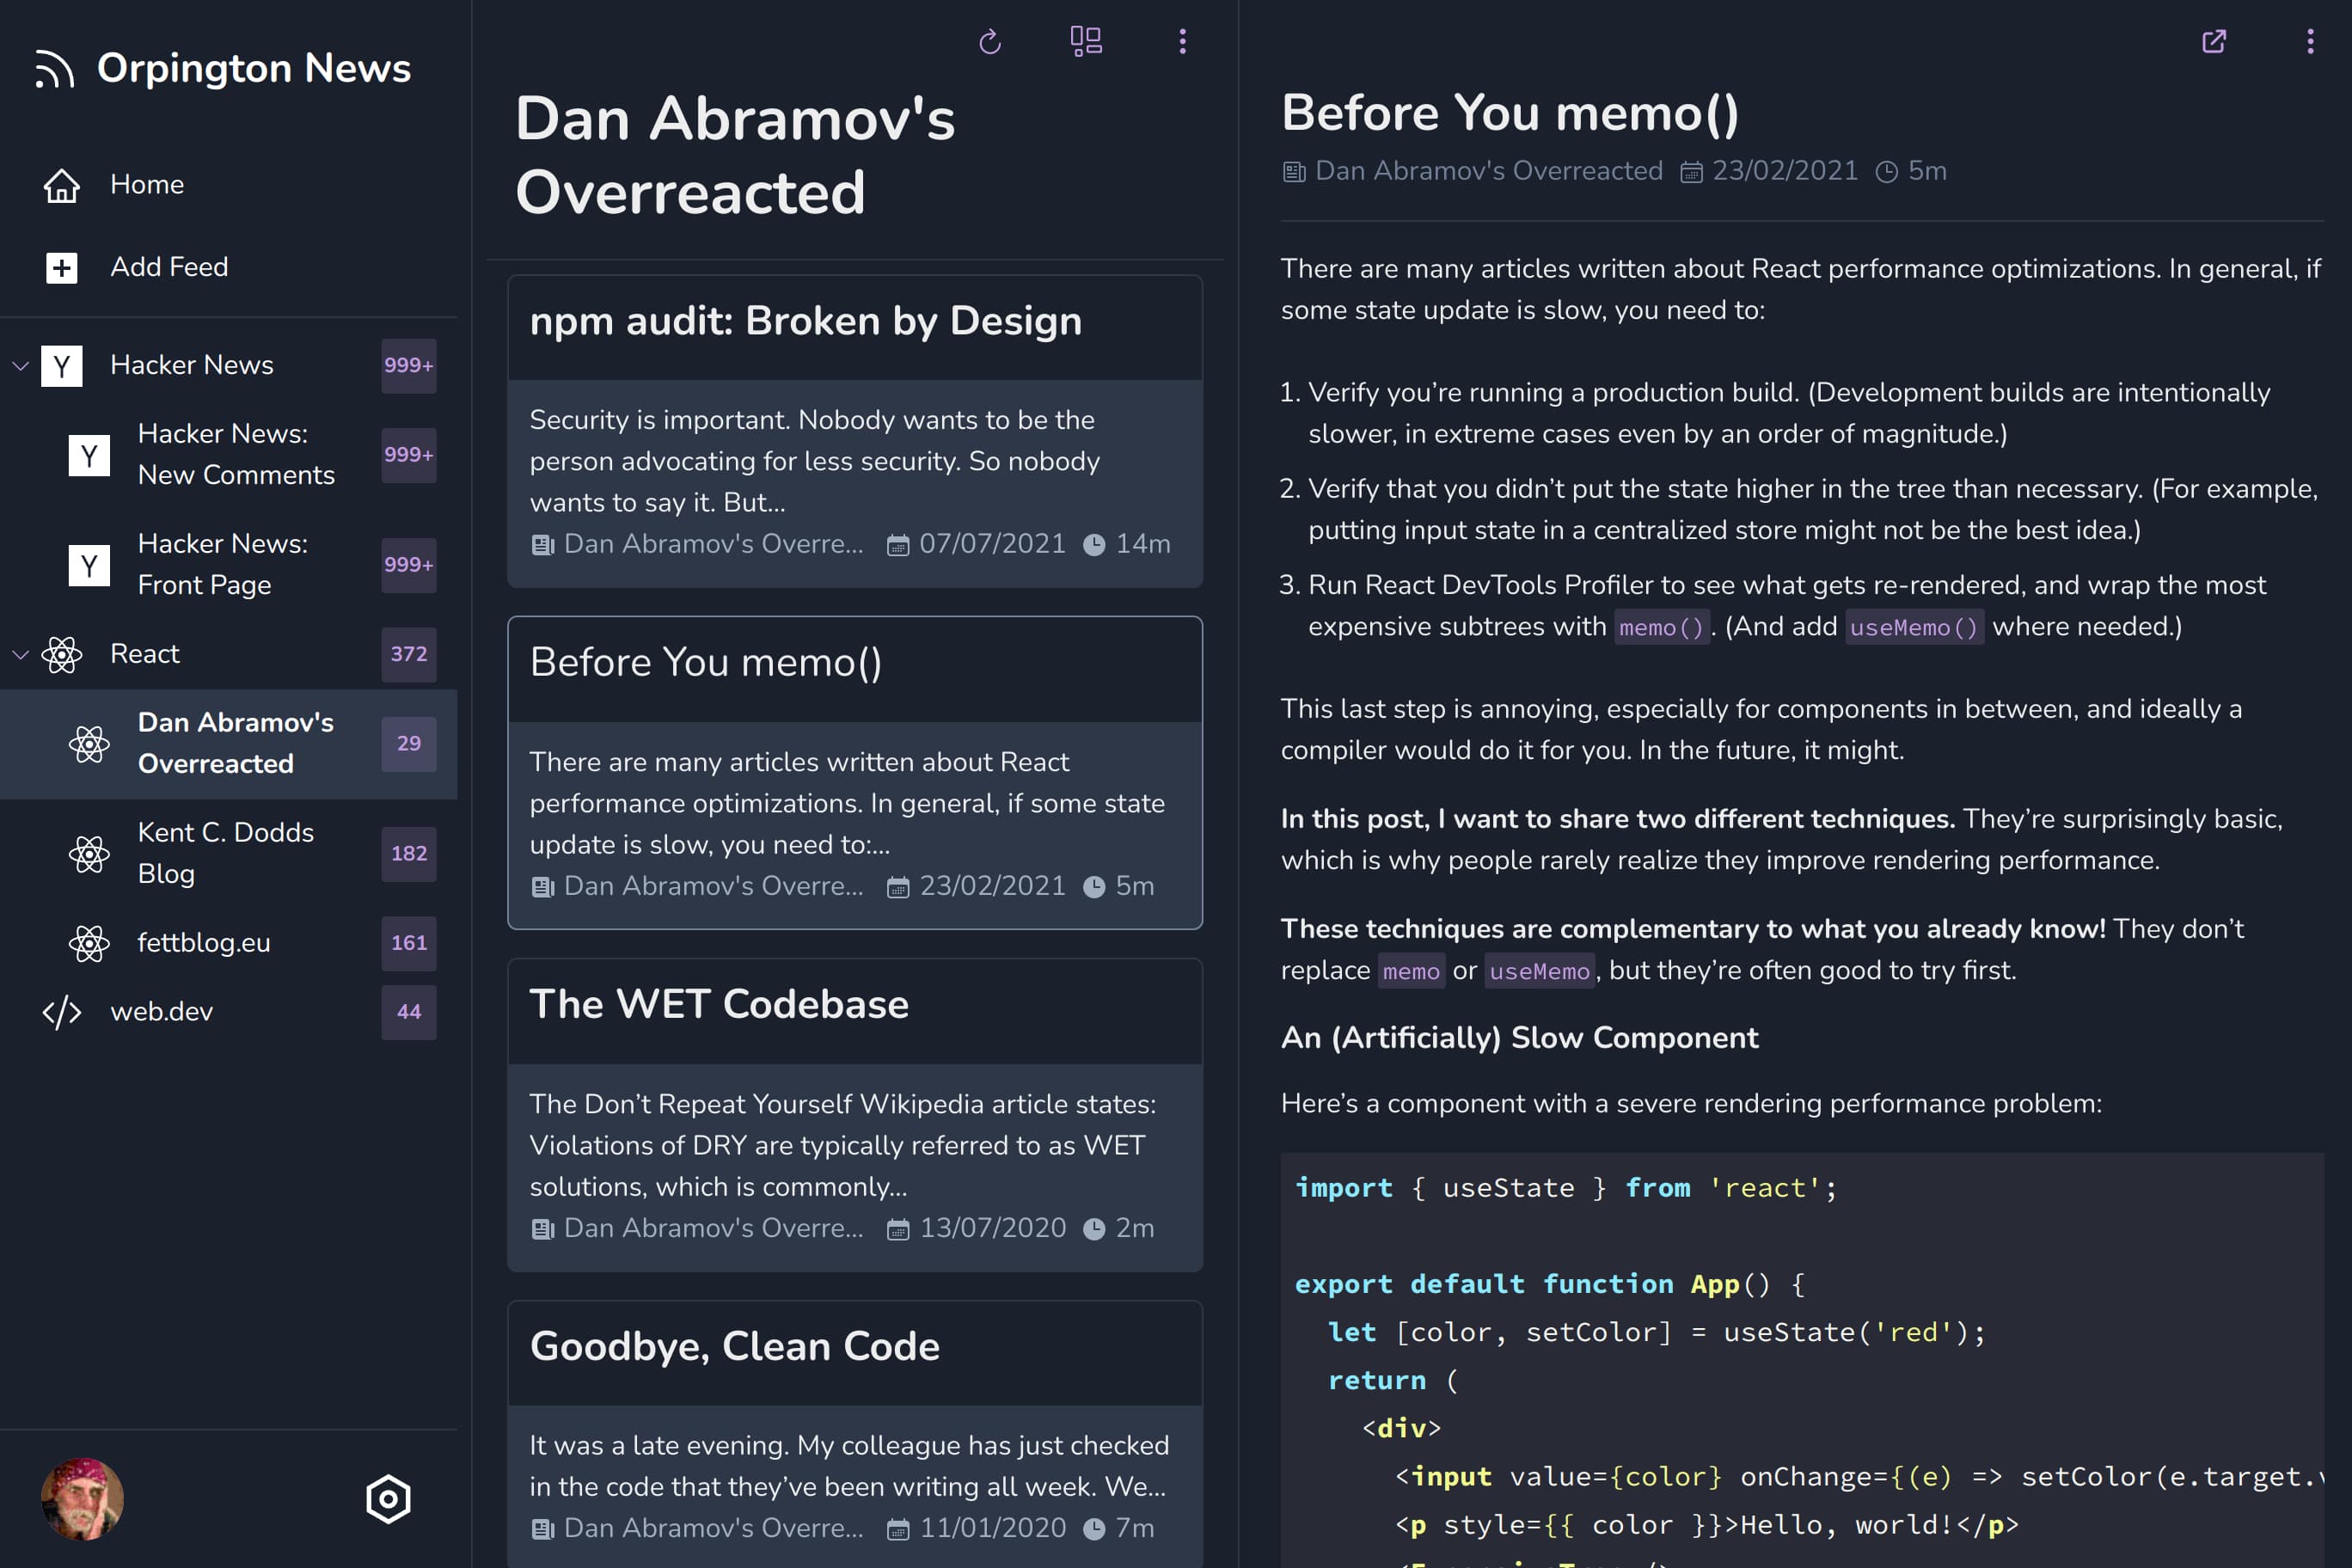 Orpington News
Home
Add Feed
Y Hacker News 999+
Y Hacker News:
New Comments 999+
Y Hacker News:
Front Page 999+
React 372
Dan Abramov's
Overreacted 29
Kent C. Dodds
Blog 182
fettblog.eu 161
</> web.dev 44
Dan Abramov's
Overreacted
npm audit: Broken by Design
Security is important. Nobody wants to be the
person advocating for less security. So nobody
wants to say it. But...
Dan Abramov's Overre... 07/07/2021 14m
Before You memo()
There are many articles written about React
performance optimizations. In general, if some state
update is slow, you need to:...
Dan Abramov's Overre... 23/02/2021 5m
The WET Codebase
The Don’t Repeat Yourself Wikipedia article states:
Violations of DRY are typically referred to as WET
solutions, which is commonly...
Dan Abramov's Overre... 13/07/2020 2m
Goodbye, Clean Code
It was a late evening. My colleague has just checked
in the code that they’ve been writing all week. We...
Dan Abramov's Overre... 11/01/2020 7m
Before You memo()
Dan Abramov's Overreacted 23/02/2021 5m
There are many articles written about React performance optimizations. In general, if
some state update is slow, you need to:
1. Verify you’re running a production build. (Development builds are intentionally
slower, in extreme cases even by an order of magnitude.)
2. Verify that you didn’t put the state higher in the tree than necessary. (For example,
putting input state in a centralized store might not be the best idea.)
3. Run React DevTools Profiler to see what gets re-rendered, and wrap the most
expensive subtrees with memo(). (And add useMemo() where needed.)
This last step is annoying, especially for components in between, and ideally a
compiler would do it for you. In the future, it might.
In this post, I want to share two different techniques. They’re surprisingly basic,
which is why people rarely realize they improve rendering performance.
These techniques are complementary to what you already know! They don’t
replace memo or useMemo, but they’re often good to try first.
An (Artificially) Slow Component
Here’s a component with a severe rendering performance problem:
import { useState } from 'react';
export default function App() {
let [color, setColor] = useState('red');
return (
<div>
<input value={color} onChange={(e) => setColor(e.target.
<p style={{ color }}>Hello, world!</p>